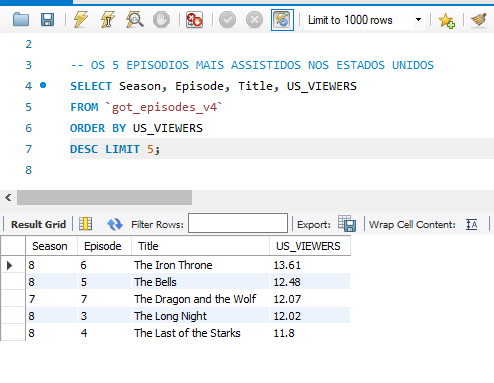 Limit to 1000 rows
2
3 -- OS 5 EPISODIOS MAIS ASSISTIDOS NOS ESTADOS UNIDOS
4 SELECT Season, Episode, Title, US_VIEWERS
5 FROM `got_episodes_v4`
6 ORDER BY US_VIEWERS
7 DESC LIMIT 5;
8
Result Grid Filter Rows: Export: Wrap Cell Content:
Season Episode Title US_VIEWERS
8 6 The Iron Throne 13.61
8 5 The Bells 12.48
7 7 The Dragon and the Wolf 12.07
8 3 The Long Night 12.02
8 4 The Last of the Starks 11.8